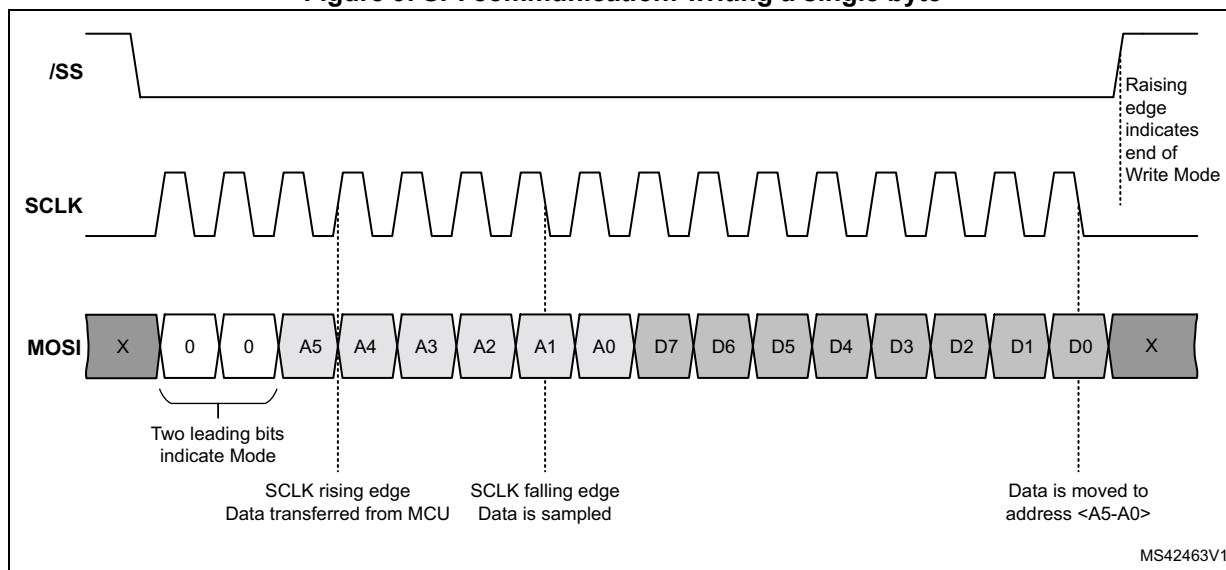 Figure 9. SPI communication: writing a single byte
/SS
Raising
edge
indicates
end of
Write Mode
SCLK
MOSI X 0 0 A5 A4 A3 A2 A1 A0 D7 D6 D5 D4 D3 D2 D1 D0 X
Two leading bits
indicate Mode
SCLK rising edge
Data transferred from MCU
SCLK falling edge
Data is sampled
Data is moved to
address <A5-A0>
MS42463V1